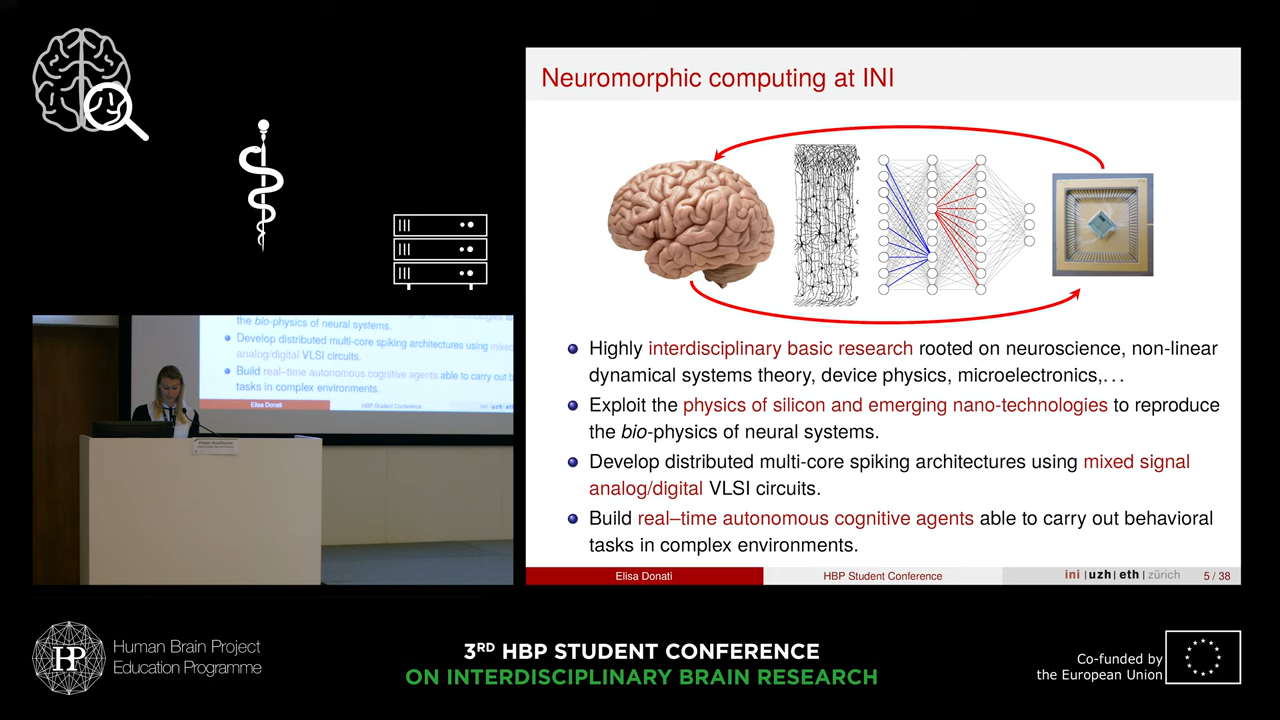 Neuromorphic computing at INI
Highly interdisciplinary basic research rooted on neuroscience, non-linear
dynamical systems theory, device physics, microelectronics,...
Exploit the physics of silicon and emerging nano-technologies to reproduce
the bio-physics of neural systems.
Develop distributed multi-core spiking architectures using mixed signal
analog/digital VLSI circuits.
Build real–time autonomous cognitive agents able to carry out behavioral
tasks in complex environments.
Elisa Donati
HBP Student Conference
ini | uzh | eth | zürich 5 / 38
the bio-physics of neural systems.
Develop distributed multi-core spiking architectures using mixed
analog/digital VLSI circuits.
Build real–time autonomous cognitive agents able to carry out b
tasks in complex environments.
Elisa Donati
HBP Student Conference
ini | uzh | eth
HBP
Human Brain Project
Education Programme
3RD HBP STUDENT CONFERENCE
ON INTERDISCIPLINARY BRAIN RESEARCH
Co-funded by
the European Union